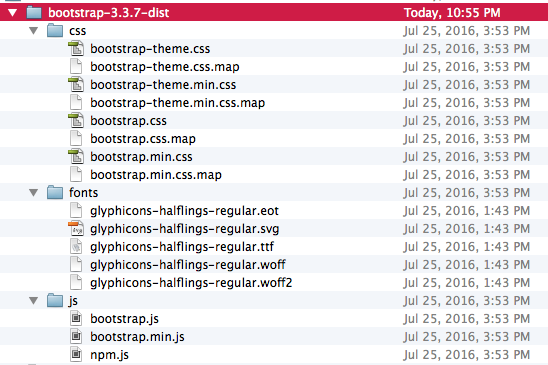 bootstrap-3.3.7-dist Today, 10:55 PM
css Jul 25, 2016, 3:53 PM
bootstrap-theme.css Jul 25, 2016, 3:53 PM
bootstrap-theme.css.map Jul 25, 2016, 3:53 PM
bootstrap-theme.min.css Jul 25, 2016, 3:53 PM
bootstrap-theme.min.css.map Jul 25, 2016, 3:53 PM
bootstrap.css Jul 25, 2016, 3:53 PM
bootstrap.css.map Jul 25, 2016, 3:53 PM
bootstrap.min.css Jul 25, 2016, 3:53 PM
bootstrap.min.css.map Jul 25, 2016, 3:53 PM
fonts Jul 25, 2016, 3:53 PM
glyphicons-halflings-regular.eot Jul 25, 2016, 1:43 PM
glyphicons-halflings-regular.svg Jul 25, 2016, 1:43 PM
glyphicons-halflings-regular.ttf Jul 25, 2016, 1:43 PM
glyphicons-halflings-regular.woff Jul 25, 2016, 1:43 PM
glyphicons-halflings-regular.woff2 Jul 25, 2016, 1:43 PM
js Jul 25, 2016, 3:53 PM
bootstrap.js Jul 25, 2016, 3:53 PM
bootstrap.min.js Jul 25, 2016, 3:53 PM
npm.js Jul 25, 2016, 3:53 PM